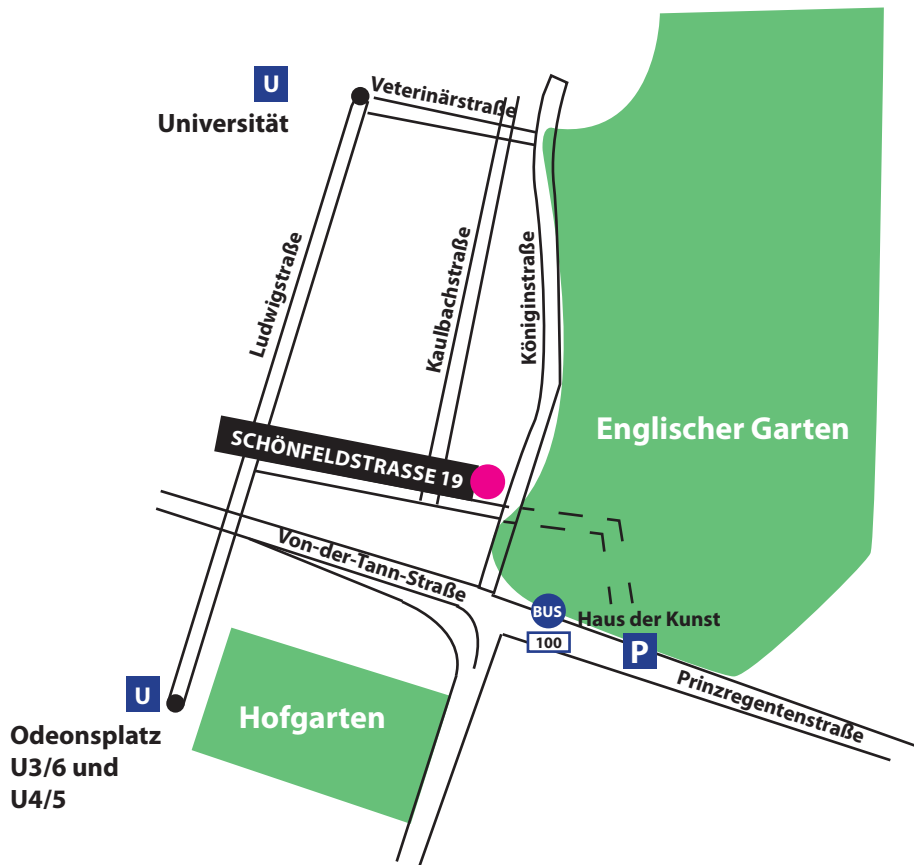 U
Universität
Veterinärstraße
Ludwigstraße
Kaulbachstraße
Königinstraße
Englischer Garten
SCHÖNFELDSTRASSE 19
Von-der-Tann-Straße
BUS
100
Haus der Kunst
P
Prinzregentenstraße
Hofgarten
U
Odeonsplatz
U3/6 und
U4/5